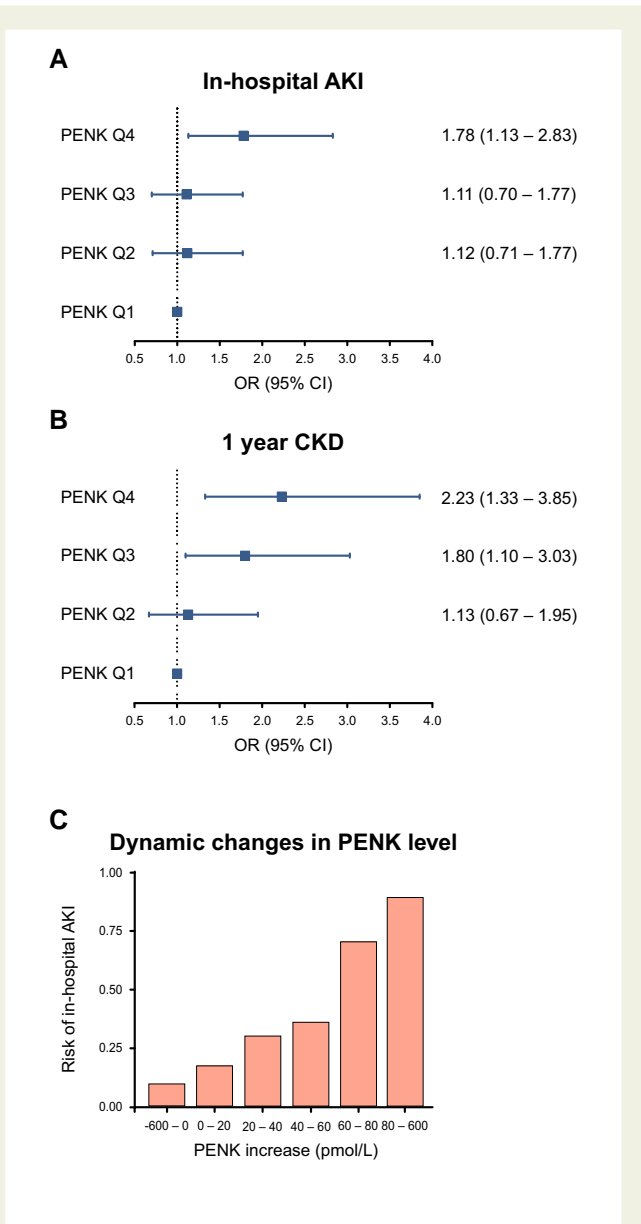 A
In-hospital AKI
PENK Q4 1.78 (1.13 – 2.83)
PENK Q3 1.11 (0.70 – 1.77)
PENK Q2 1.12 (0.71 – 1.77)
PENK Q1
0.5 1.0 1.5 2.0 2.5 3.0 3.5 4.0
OR (95% CI)
B
1 year CKD
PENK Q4 2.23 (1.33 – 3.85)
PENK Q3 1.80 (1.10 – 3.03)
PENK Q2 1.13 (0.67 – 1.95)
PENK Q1
0.5 1.0 1.5 2.0 2.5 3.0 3.5 4.0
OR (95% CI)
C
Dynamic changes in PENK level
Risk of in-hospital AKI
1.00
0.75
0.50
0.25
0.00
-600 – 0 0 – 20 20 – 40 40 – 60 60 – 80 80 – 600
PENK increase (pmol/L)